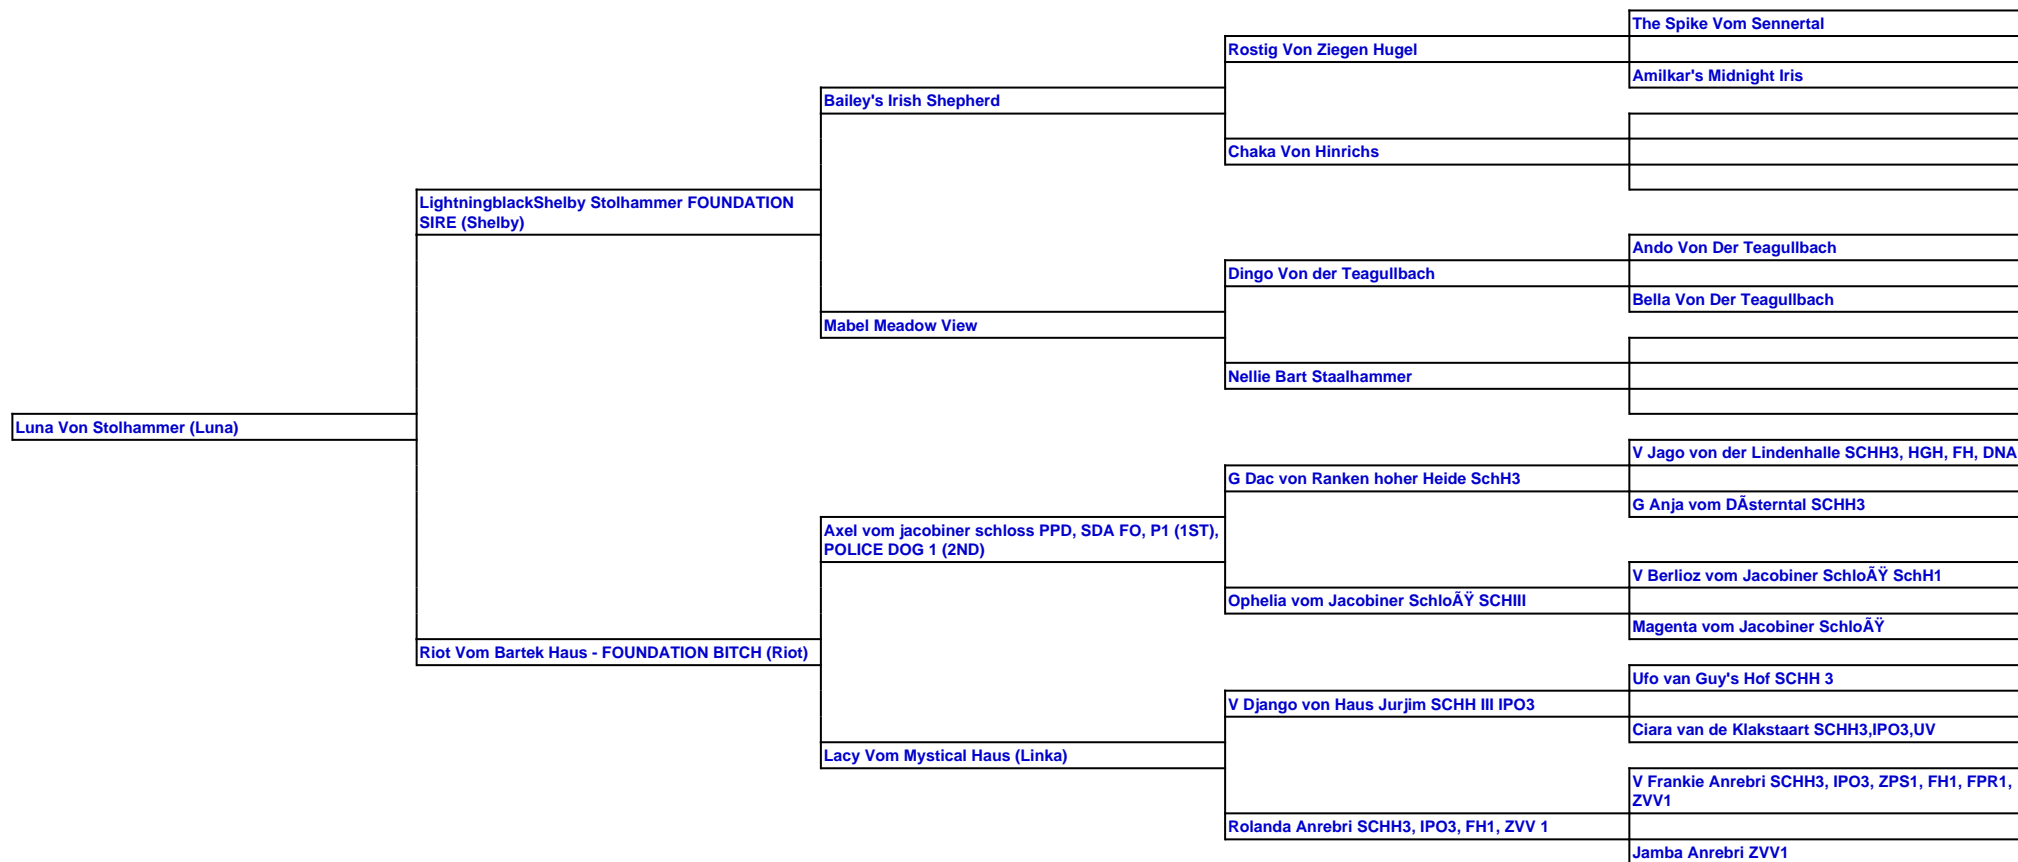 The Spike Vom Sennertal
Rostig Von Ziegen Hugel
Amilkar's Midnight Iris
Bailey's Irish Shepherd
Chaka Von Hinrichs
LightningblackShelby Stolhammer FOUNDATION
SIRE (Shelby)
Ando Von Der Teagullbach
Dingo Von der Teagullbach
Bella Von Der Teagullbach
Mabel Meadow View
Nellie Bart Staalhammer
Luna Von Stolhammer (Luna)
V Jago von der Lindenhalle SCHH3, HGH, FH, DNA
G Dac von Ranken hoher Heide SchH3
G Anja vom DÃsterntal SCHH3
Axel vom jacobiner schloss PPD, SDA FO, P1 (1ST),
POLICE DOG 1 (2ND)
V Berlioz vom Jacobiner SchloÃŸ SchH1
Ophelia vom Jacobiner SchloÃŸ SCHIII
Magenta vom Jacobiner SchloÃŸ
Riot Vom Bartek Haus - FOUNDATION BITCH (Riot)
Ufo van Guy's Hof SCHH 3
V Django von Haus Jurjim SCHH III IPO3
Ciara van de Klakstaart SCHH3,IPO3,UV
Lacy Vom Mystical Haus (Linka)
V Frankie Anrebri SCHH3, IPO3, ZPS1, FH1, FPR1,
ZVV1
Rolanda Anrebri SCHH3, IPO3, FH1, ZVV 1
Jamba Anrebri ZVV1